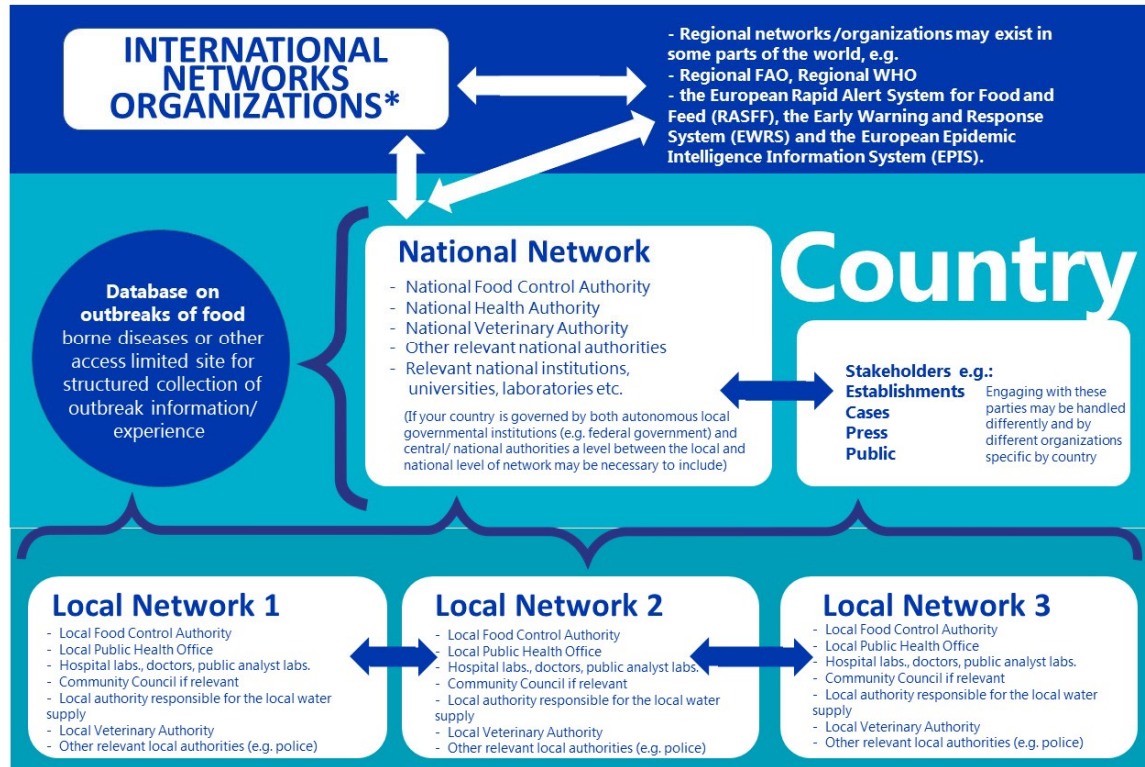 INTERNATIONAL
NETWORKS
ORGANIZATIONS*
- Regional networks/organizations may exist in
some parts of the world, e.g.
- Regional FAO, Regional WHO
- the European Rapid Alert System for Food and
Feed (RASFF), the Early Warning and Response
System (EWRS) and the European Epidemic
Intelligence Information System (EPIS).
Database on
outbreaks of food
borne diseases or other
access limited site for
structured collection of
outbreak information/
experience
National Network
- National Food Control Authority
- National Health Authority
- National Veterinary Authority
- Other relevant national authorities
- Relevant national institutions,
universities, laboratories etc.
(If your country is governed by both autonomous local
governmental institutions (e.g. federal government) and
central/ national authorities a level between the local and
national level of network may be necessary to include)
Country
Stakeholders e.g.:
Establishments
Cases
Press
Public
Engaging with these
parties may be handled
differently and by
different organizations
specific by country
Local Network 1
- Local Food Control Authority
- Local Public Health Office
- Hospital labs., doctors, public analyst labs.
- Community Council if relevant
- Local authority responsible for the local water
supply
- Local Veterinary Authority
- Other relevant local authorities (e.g. police)
Local Network 2
- Local Food Control Authority
- Local Public Health Office
- Hospital labs., doctors, public analyst labs.
- Community Council if relevant
- Local authority responsible for the local water
supply
- Local Veterinary Authority
- Other relevant local authorities (e.g. police)
Local Network 3
- Local Food Control Authority
- Local Public Health Office
- Hospital labs., doctors, public analyst labs.
- Community Council if relevant
- Local authority responsible for the local water
supply
- Local Veterinary Authority
- Other relevant local authorities (e.g. police)